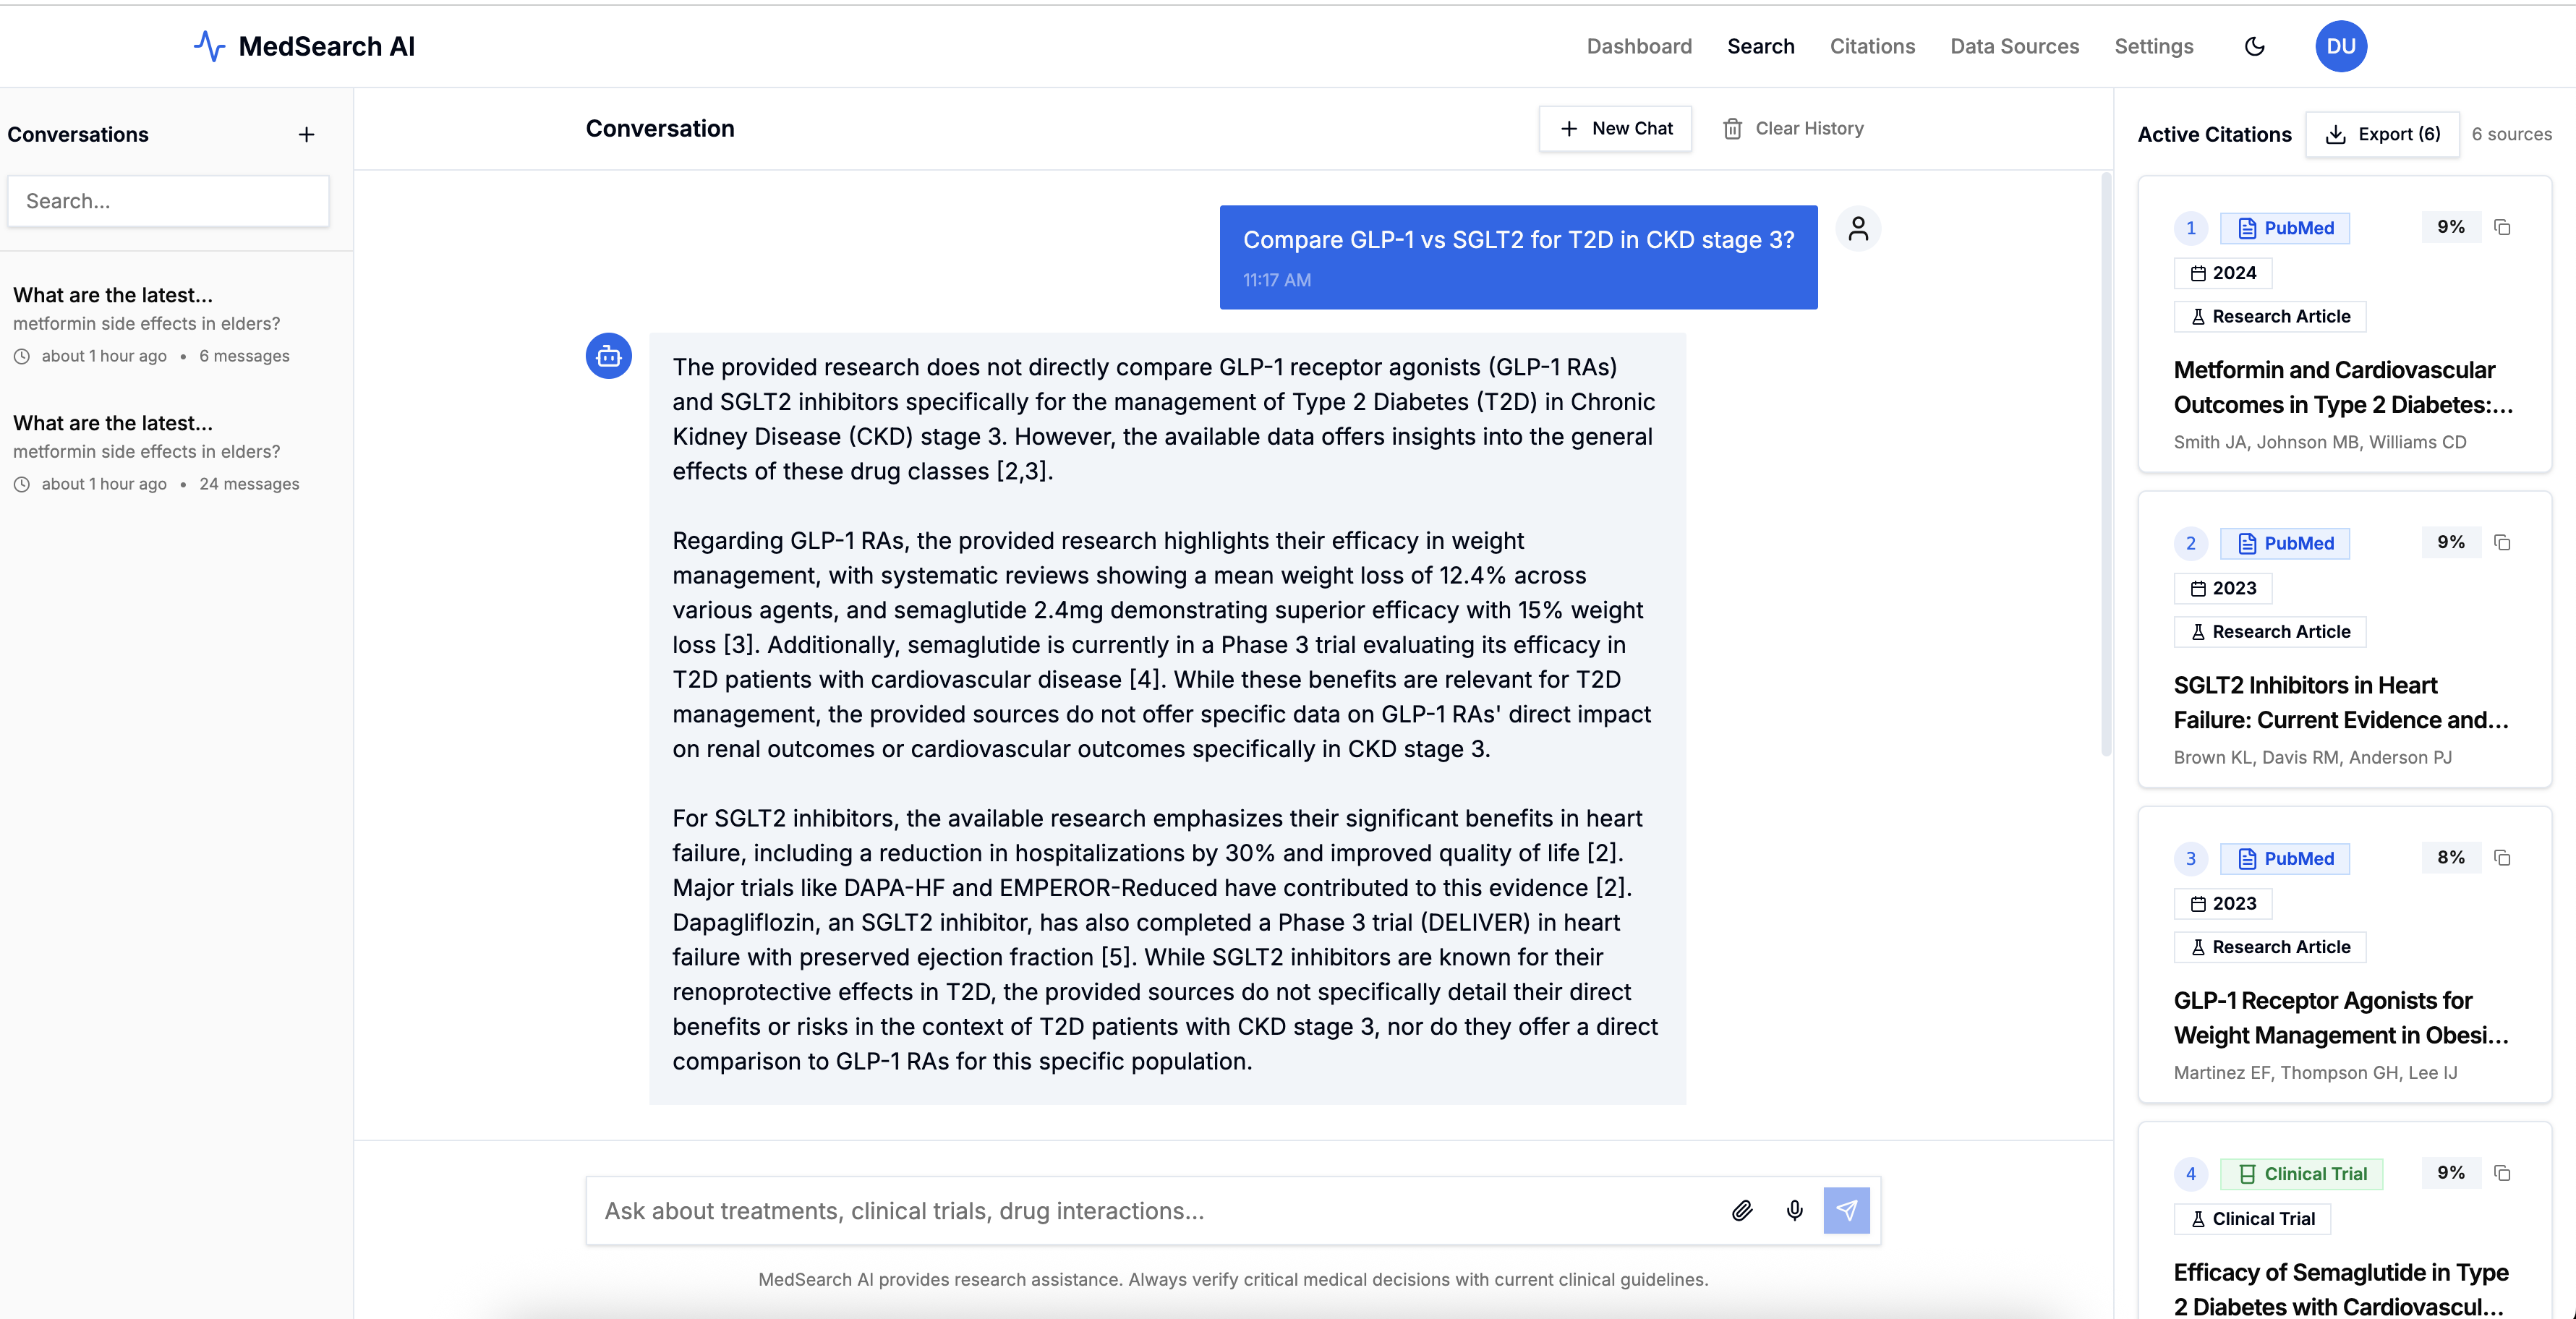 MedSearch AI
Dashboard
Search
Citations
Data Sources
Settings
DU
Conversations
Search...
What are the latest...
metformin side effects in elders?
about 1 hour ago • 6 messages
What are the latest...
metformin side effects in elders?
about 1 hour ago • 24 messages
Conversation
New Chat
Clear History
Compare GLP-1 vs SGLT2 for T2D in CKD stage 3?
11:17 AM
The provided research does not directly compare GLP-1 receptor agonists (GLP-1 RAs)
and SGLT2 inhibitors specifically for the management of Type 2 Diabetes (T2D) in Chronic
Kidney Disease (CKD) stage 3. However, the available data offers insights into the general
effects of these drug classes [2,3].
Regarding GLP-1 RAs, the provided research highlights their efficacy in weight
management, with systematic reviews showing a mean weight loss of 12.4% across
various agents, and semaglutide 2.4mg demonstrating superior efficacy with 15% weight
loss [3]. Additionally, semaglutide is currently in a Phase 3 trial evaluating its efficacy in
T2D patients with cardiovascular disease [4]. While these benefits are relevant for T2D
management, the provided sources do not offer specific data on GLP-1 RAs' direct impact
on renal outcomes or cardiovascular outcomes specifically in CKD stage 3.
For SGLT2 inhibitors, the available research emphasizes their significant benefits in heart
failure, including a reduction in hospitalizations by 30% and improved quality of life [2].
Major trials like DAPA-HF and EMPEROR-Reduced have contributed to this evidence [2].
Dapagliflozin, an SGLT2 inhibitor, has also completed a Phase 3 trial (DELIVER) in heart
failure with preserved ejection fraction [5]. While SGLT2 inhibitors are known for their
renoprotective effects in T2D, the provided sources do not specifically detail their direct
benefits or risks in the context of T2D patients with CKD stage 3, nor do they offer a direct
comparison to GLP-1 RAs for this specific population.
Ask about treatments, clinical trials, drug interactions...
MedSearch AI provides research assistance. Always verify critical medical decisions with current clinical guidelines.
Active Citations
Export (6)
6 sources
1 PubMed 9%
2024
Research Article
Metformin and Cardiovascular
Outcomes in Type 2 Diabetes:...
Smith JA, Johnson MB, Williams CD
2 PubMed 9%
2023
Research Article
SGLT2 Inhibitors in Heart
Failure: Current Evidence and...
Brown KL, Davis RM, Anderson PJ
3 PubMed 8%
2023
Research Article
GLP-1 Receptor Agonists for
Weight Management in Obesi...
Martinez EF, Thompson GH, Lee IJ
4 Clinical Trial 9%
Clinical Trial
Efficacy of Semaglutide in Type
2 Diabetes with Cardiovascul...